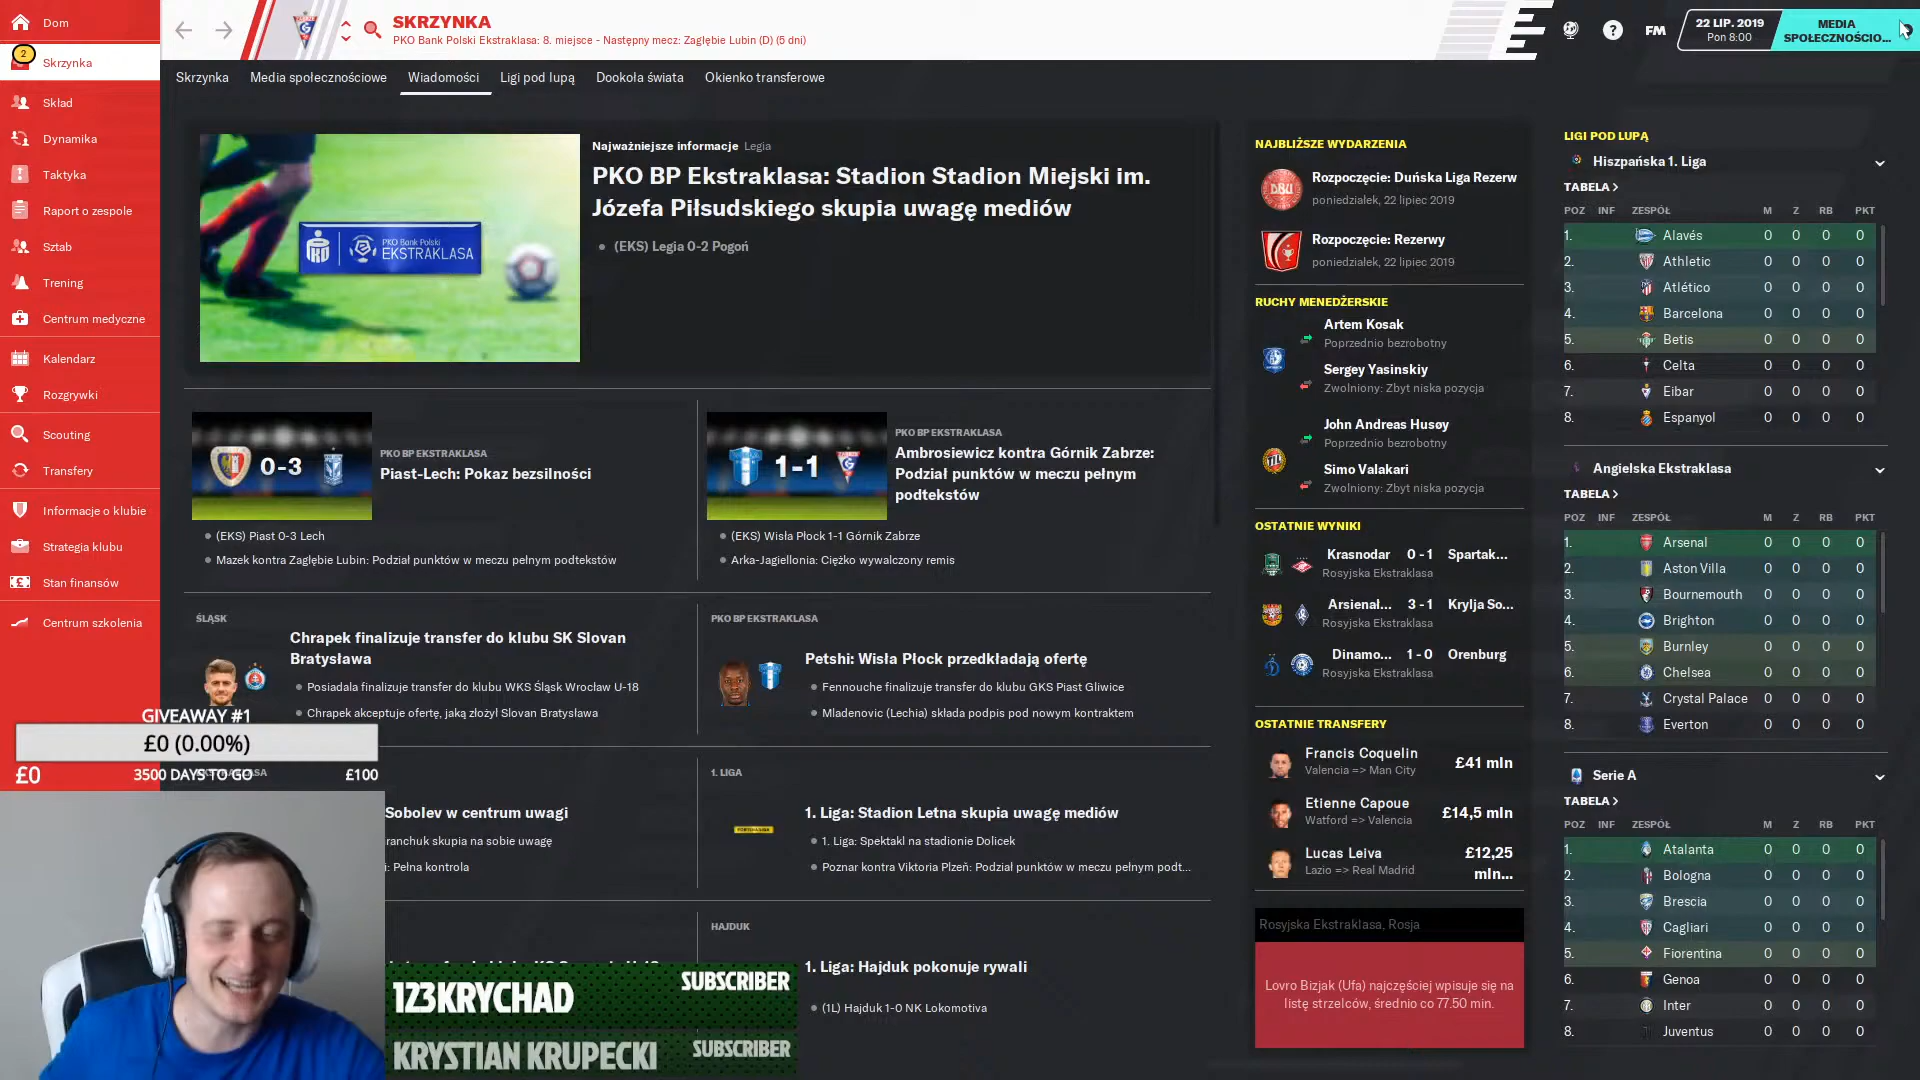 Dom
2
Skrzynka
Skład
Dynamika
Taktyka
Raport o zespole
Sztab
Trening
Centrum medyczne
Kalendarz
Rozgrywki
Scouting
Transfery
Informacje o klubie
Strategia klubu
Stan finansów
Centrum szkolenia
SKRZYNKA
PKO Bank Polski Ekstraklasa: 8. miejsce - Następny mecz: Zagłębie Lubin (D) (5 dni)
?
FM
22 LIP. 2019
Pon 8:00
MEDIA
SPOŁECZNOŚCIO...
Skrzynka Media społecznościowe Wiadomości Ligi pod lupą Dookoła świata Okienko transferowe
PKO Bank Polski
EKSTRAKLASA
Najważniejsze informacje Legia
PKO BP Ekstraklasa: Stadion Stadion Miejski im.
Józefa Piłsudskiego skupia uwagę mediów
(EKS) Legia 0-2 Pogoń
0-3
PKO BP EKSTRAKLASA
Piast-Lech: Pokaz bezsilności
(EKS) Piast 0-3 Lech
Mazek kontra Zagłębie Lubin: Podział punktów w meczu pełnym podtekstów
1-1
PKO BP EKSTRAKLASA
Ambrosiewicz kontra Górnik Zabrze:
Podział punktów w meczu pełnym
podtekstów
(EKS) Wisła Płock 1-1 Górnik Zabrze
Arka-Jagiellonia: Ciężko wywalczony remis
ŚLĄSK
Chrapek finalizuje transfer do klubu SK Slovan
Bratysława
Posiadala finalizuje transfer do klubu WKS Śląsk Wrocław U-18
Chrapek akceptuje ofertę, jaką złożył Slovan Bratysława
PKO BP EKSTRAKLASA
Petshi: Wisła Płock przedkładają ofertę
Fennouche finalizuje transfer do klubu GKS Piast Gliwice
Mladenovic (Lechia) składa podpis pod nowym kontraktem
GIVEAWAY #1
£0 (0.00%)
£0 3500 DAYS TO GO £100
Sobolev w centrum uwagi
ranchuk skupia na sobie uwagę
: Pełna kontrola
1. LIGA
1. Liga: Stadion Letna skupia uwagę mediów
1. Liga: Spektakl na stadionie Dolicek
Poznar kontra Viktoria Plzeń: Podział punktów w meczu pełnym podt...
HAJDUK
1. Liga: Hajduk pokonuje rywali
(1L) Hajduk 1-0 NK Lokomotiva
123KRYCHAD SUBSCRIBER
KRYSTIAN KRUPECKI SUBSCRIBER
NAJBLIŻSZE WYDARZENIA
DBU
Rozpoczęcie: Duńska Liga Rezerw
poniedziałek, 22 lipiec 2019
Rozpoczęcie: Rezerwy
poniedziałek, 22 lipiec 2019
RUCHY MENEDŻERSKIE
Artem Kosak
Poprzednio bezrobotny
Sergey Yasinskiy
Zwolniony: Zbyt niska pozycja
John Andreas Husøy
Poprzednio bezrobotny
Simo Valakari
Zwolniony: Zbyt niska pozycja
OSTATNIE WYNIKI
Krasnodar 0 - 1 Spartak...
Rosyjska Ekstraklasa
Arsienal... 3 - 1 Krylja So...
Rosyjska Ekstraklasa
Dinamo... 1 - 0 Orenburg
Rosyjska Ekstraklasa
OSTATNIE TRANSFERY
Francis Coquelin
Valencia => Man City
£41 mln
Etienne Capoue
Watford => Valencia
£14,5 mln
Lucas Leiva
Lazio => Real Madrid
£12,25
mln...
Rosyjska Ekstraklasa, Rosja
Lovro Bizjak (Ufa) najczęściej wpisuje się na
listę strzelców, średnio co 77.50 min.
LIGI POD LUPĄ
Hiszpańska 1. Liga
TABELA >
POZ INF ZESPÓŁ M Z RB PKT
1. Alavés 0 0 0 0
2. Athletic 0 0 0 0
3. Atlético 0 0 0 0
4. Barcelona 0 0 0 0
5. Betis 0 0 0 0
6. Celta 0 0 0 0
7. Eibar 0 0 0 0
8. Espanyol 0 0 0 0
Angielska Ekstraklasa
TABELA >
POZ INF ZESPÓŁ M Z RB PKT
1. Arsenal 0 0 0 0
2. Aston Villa 0 0 0 0
3. Bournemouth 0 0 0 0
4. Brighton 0 0 0 0
5. Burnley 0 0 0 0
6. Chelsea 0 0 0 0
7. Crystal Palace 0 0 0 0
8. Everton 0 0 0 0
Serie A
TABELA >
POZ INF ZESPÓŁ M Z RB PKT
1. Atalanta 0 0 0 0
2. Bologna 0 0 0 0
3. Brescia 0 0 0 0
4. Cagliari 0 0 0 0
5. Fiorentina 0 0 0 0
6. Genoa 0 0 0 0
7. Inter 0 0 0 0
8. Juventus 0 0 0 0